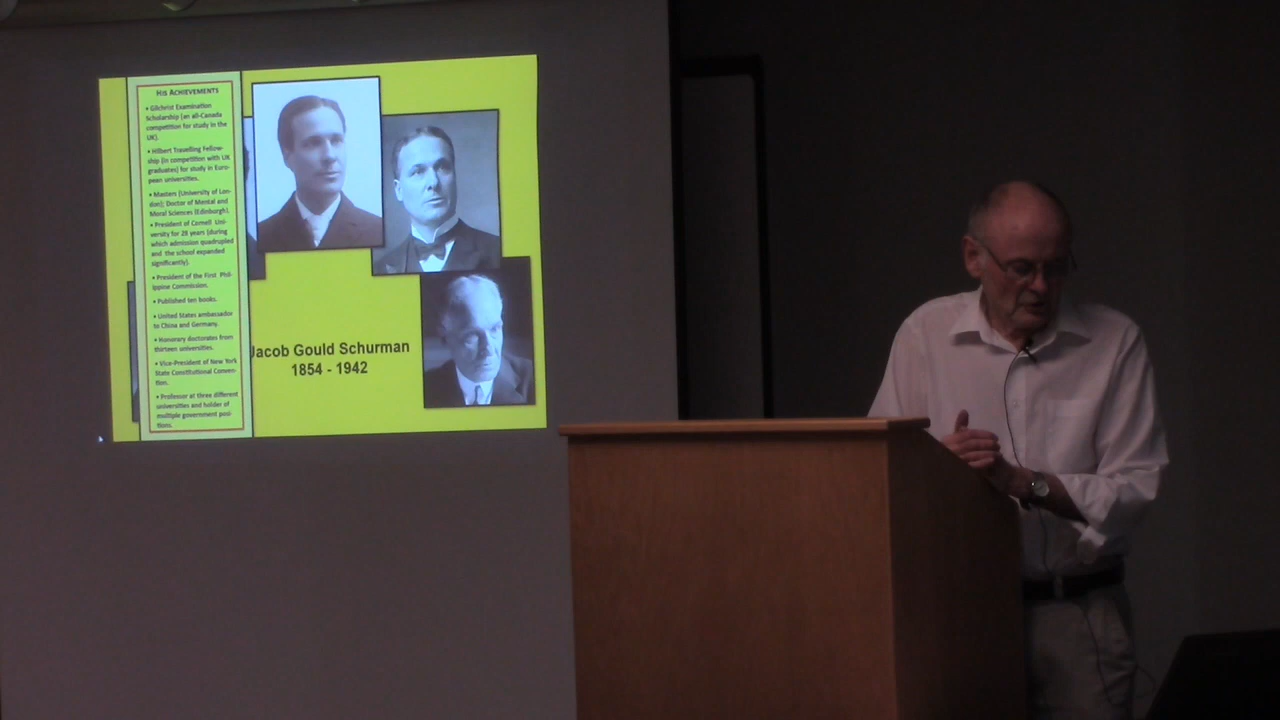 HIS ACHIEVEMENTS
• Gilchrist Examination
Scholarship (an all-Canada
competition for study in the
UK).
• Hilbert Travelling Fellow-
ship (in competition with UK
graduates) for study in Euro-
pean universities.
• Masters (University of Lon-
don); Doctor of Mental and
Moral Sciences (Edinburgh).
• President of Cornell Uni-
versity for 28 years (during
which admission quadrupled
and the school expanded
significantly).
• President of the First Phil-
ippine Commission.
• Published ten books.
• United States ambassador
to China and Germany.
• Honorary doctorates from
thirteen universities.
• Vice-President of New York
State Constitutional Conven-
tion.
• Professor at three different
universities and holder of
multiple government posi-
tions.
Jacob Gould Schurman
1854 - 1942